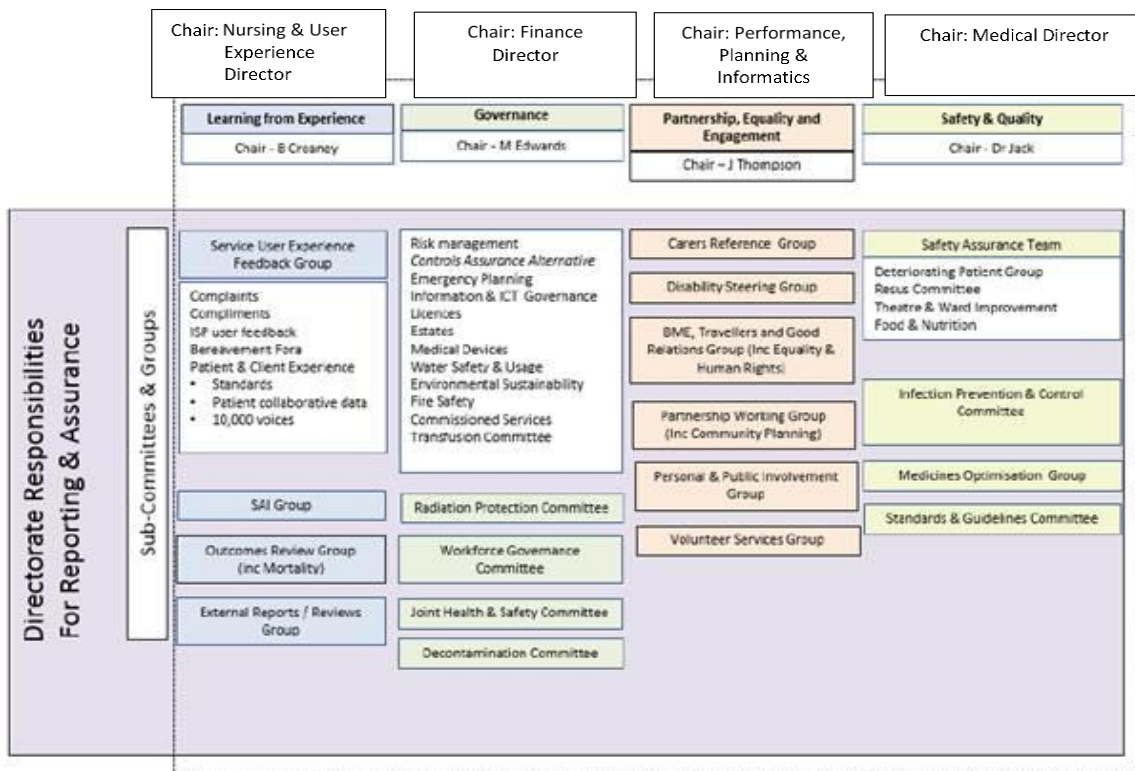 Chair: Nursing & User
Experience
Director
Chair: Finance
Director
Chair: Performance,
Planning &
Informatics
Chair: Medical Director
Learning from Experience
Chair - B Creaney
Governance
Chair - M Edwards
Partnership, Equality and
Engagement
Chair – J Thompson
Safety & Quality
Chair - Dr Jack
Directorate Responsibilities
For Reporting & Assurance
Sub-Committees & Groups
Service User Experience
Feedback Group
Complaints
Compliments
ISP user feedback
Bereavement Fora
Patient & Client Experience
• Standards
• Patient collaborative data
• 10,000 voices
SAI Group
Outcomes Review Group
(inc Mortality)
External Reports / Reviews
Group
Risk management
Controls Assurance Alternative
Emergency Planning
Information & ICT Governance
Licences
Estates
Medical Devices
Water Safety & Usage
Environmental Sustainability
Fire Safety
Commissioned Services
Transfusion Committee
Radiation Protection Committee
Workforce Governance
Committee
Joint Health & Safety Committee
Decontamination Committee
Carers Reference Group
Disability Steering Group
BME, Travellers and Good
Relations Group (Inc Equality &
Human Rights)
Partnership Working Group
(Inc Community Planning)
Personal & Public Involvement
Group
Volunteer Services Group
Safety Assurance Team
Deteriorating Patient Group
Resus Committee
Theatre & Ward Improvement
Food & Nutrition
Infection Prevention & Control
Committee
Medicines Optimisation Group
Standards & Guidelines Committee